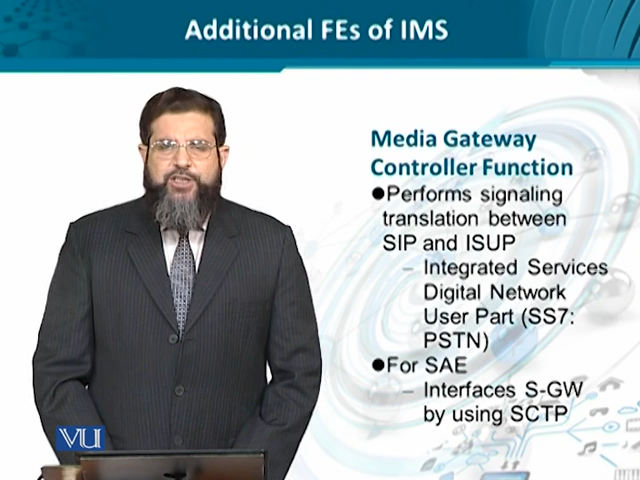 Additional FEs of IMS
Media Gateway
Controller Function
●Performs signaling
translation between
SIP and ISUP
– Integrated Services
Digital Network
User Part (SS7:
PSTN)
●For SAE
– Interfaces S-GW
by using SCTP
VU